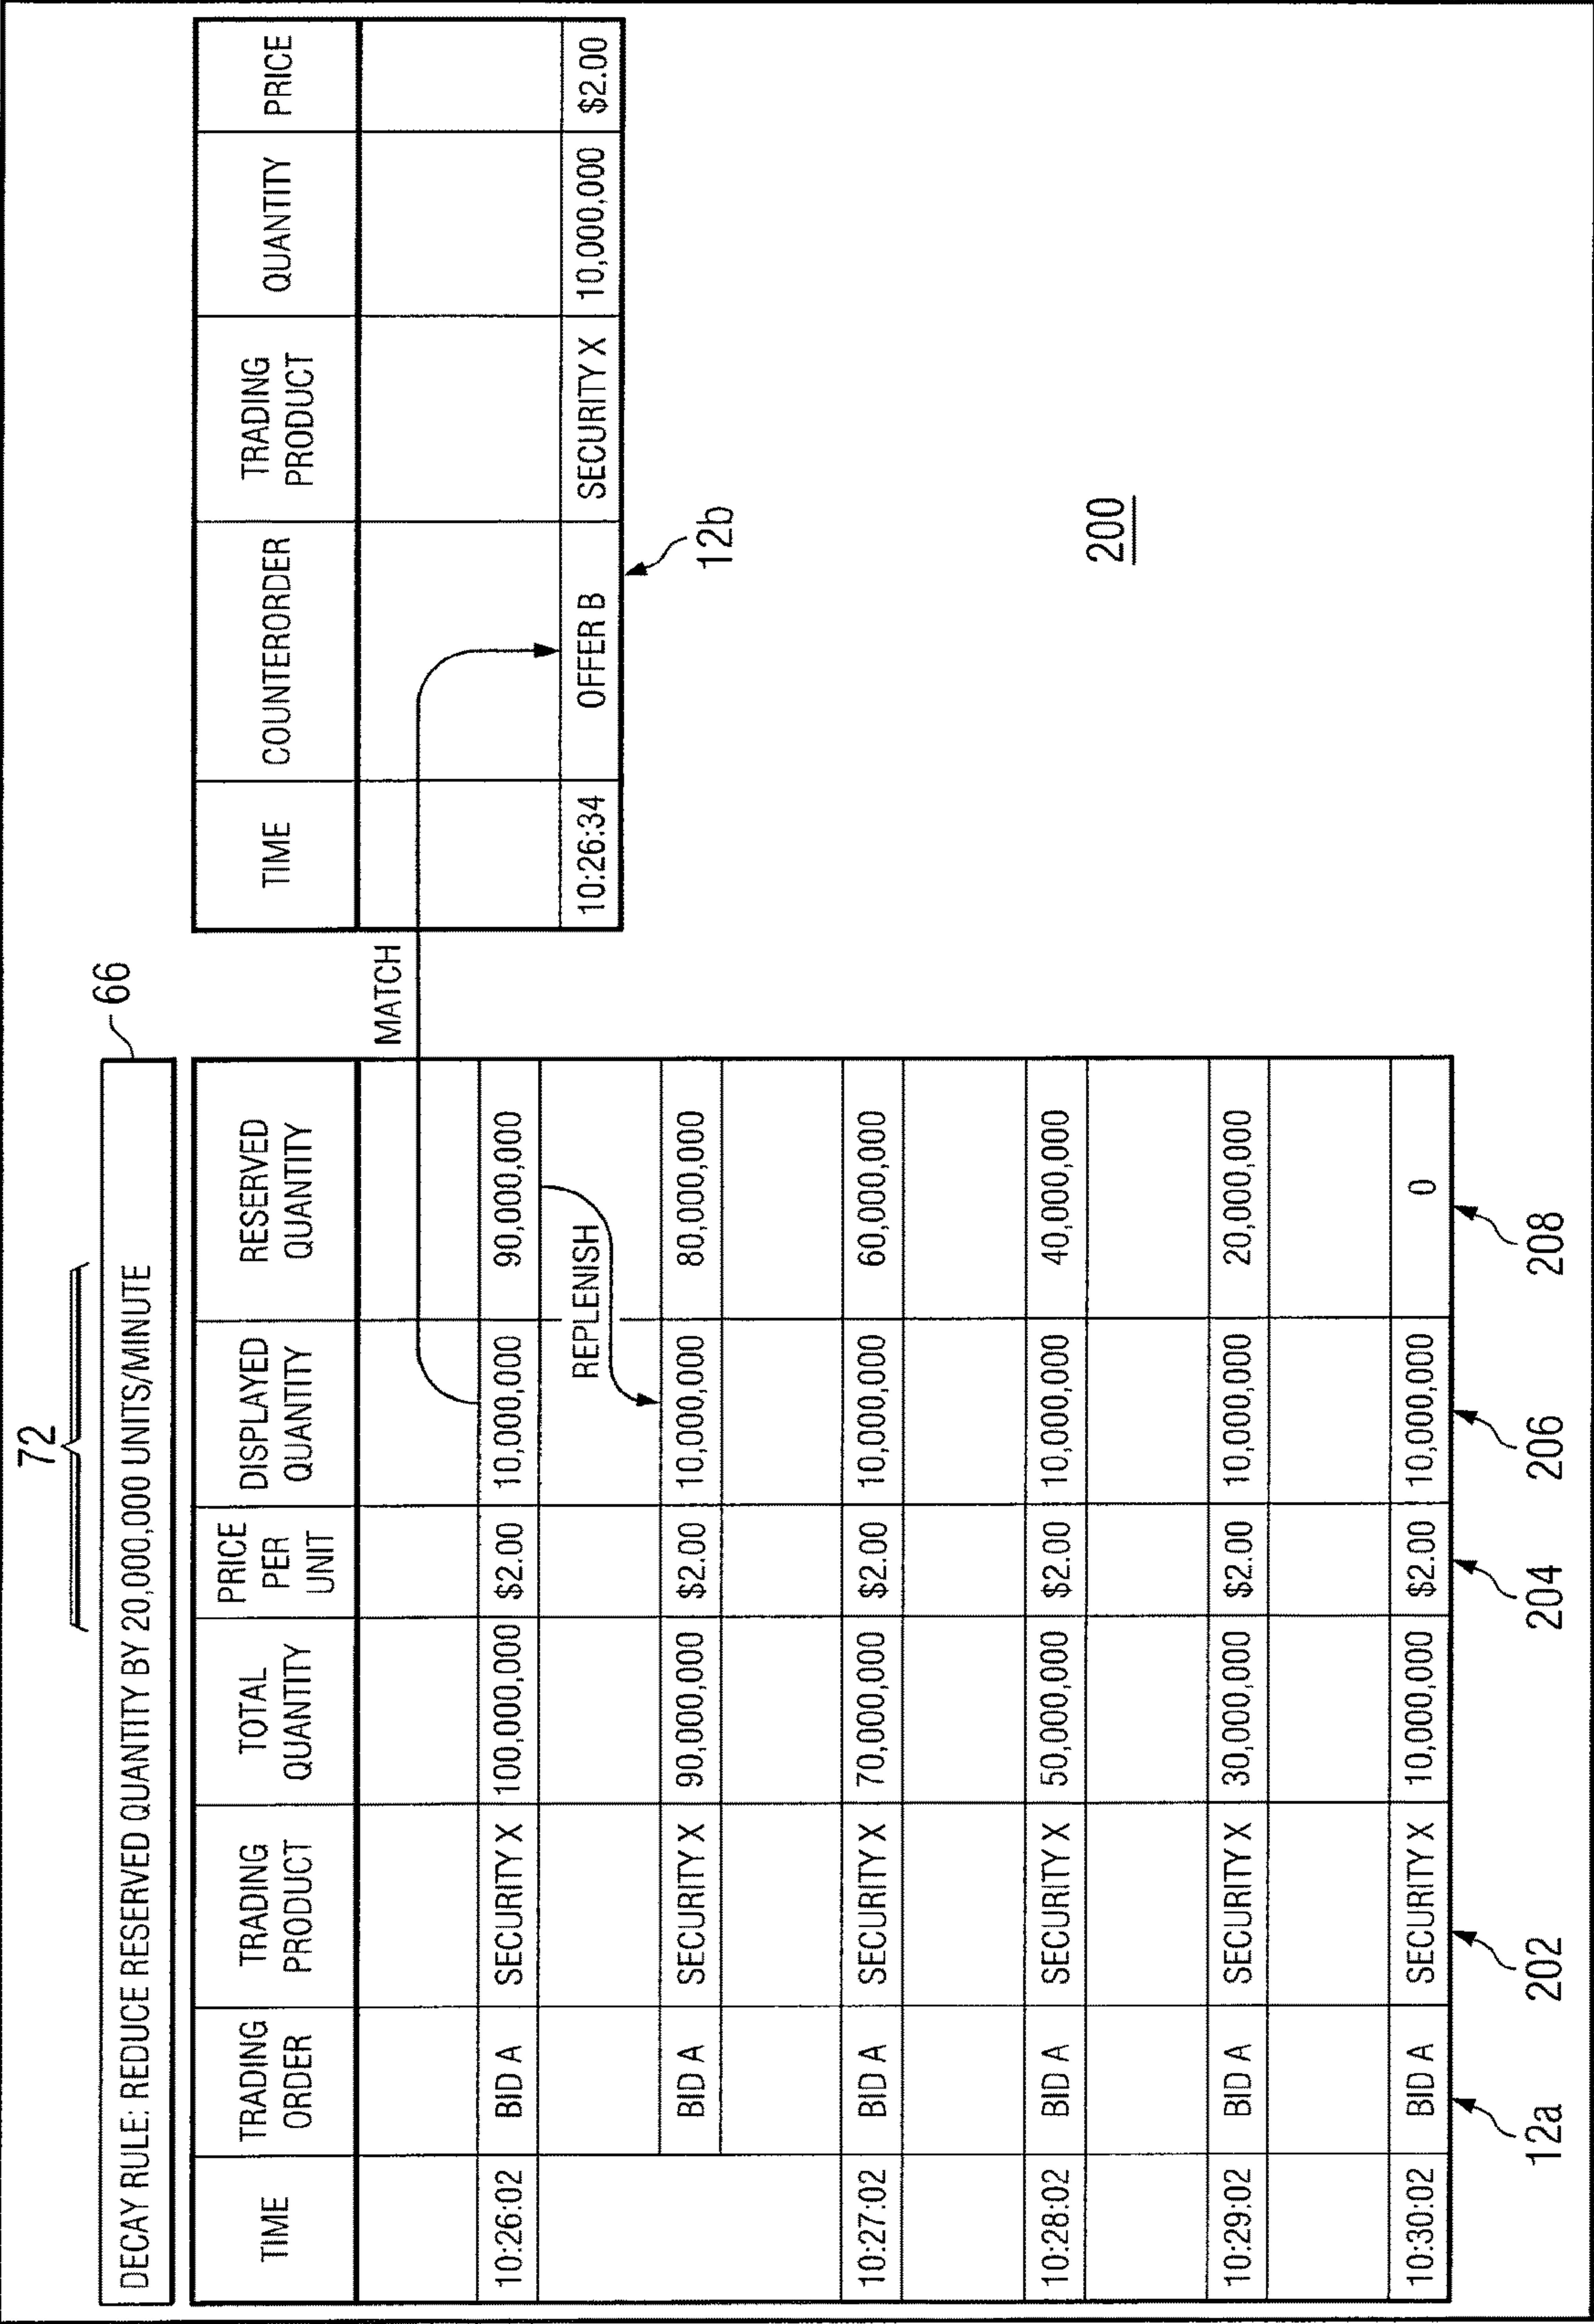 72
66
DECAY RULE: REDUCE RESERVED QUANTITY BY 20,000,000 UNITS/MINUTE
TIME TRADING ORDER TRADING PRODUCT TOTAL QUANTITY PRICE PER UNIT DISPLAYED QUANTITY RESERVED QUANTITY
10:26:02 BID A SECURITY X 100,000,000 $2.00 10,000,000 90,000,000
REPLENISH
BID A SECURITY X 90,000,000 $2.00 10,000,000 80,000,000
10:27:02 BID A SECURITY X 70,000,000 $2.00 10,000,000 60,000,000
10:28:02 BID A SECURITY X 50,000,000 $2.00 10,000,000 40,000,000
10:29:02 BID A SECURITY X 30,000,000 $2.00 10,000,000 20,000,000
10:30:02 BID A SECURITY X 10,000,000 $2.00 10,000,000 0
12a 202 204 206 208
MATCH
TIME COUNTERORDER TRADING PRODUCT QUANTITY PRICE
10:26:34 OFFER B SECURITY X 10,000,000 $2.00
12b
200